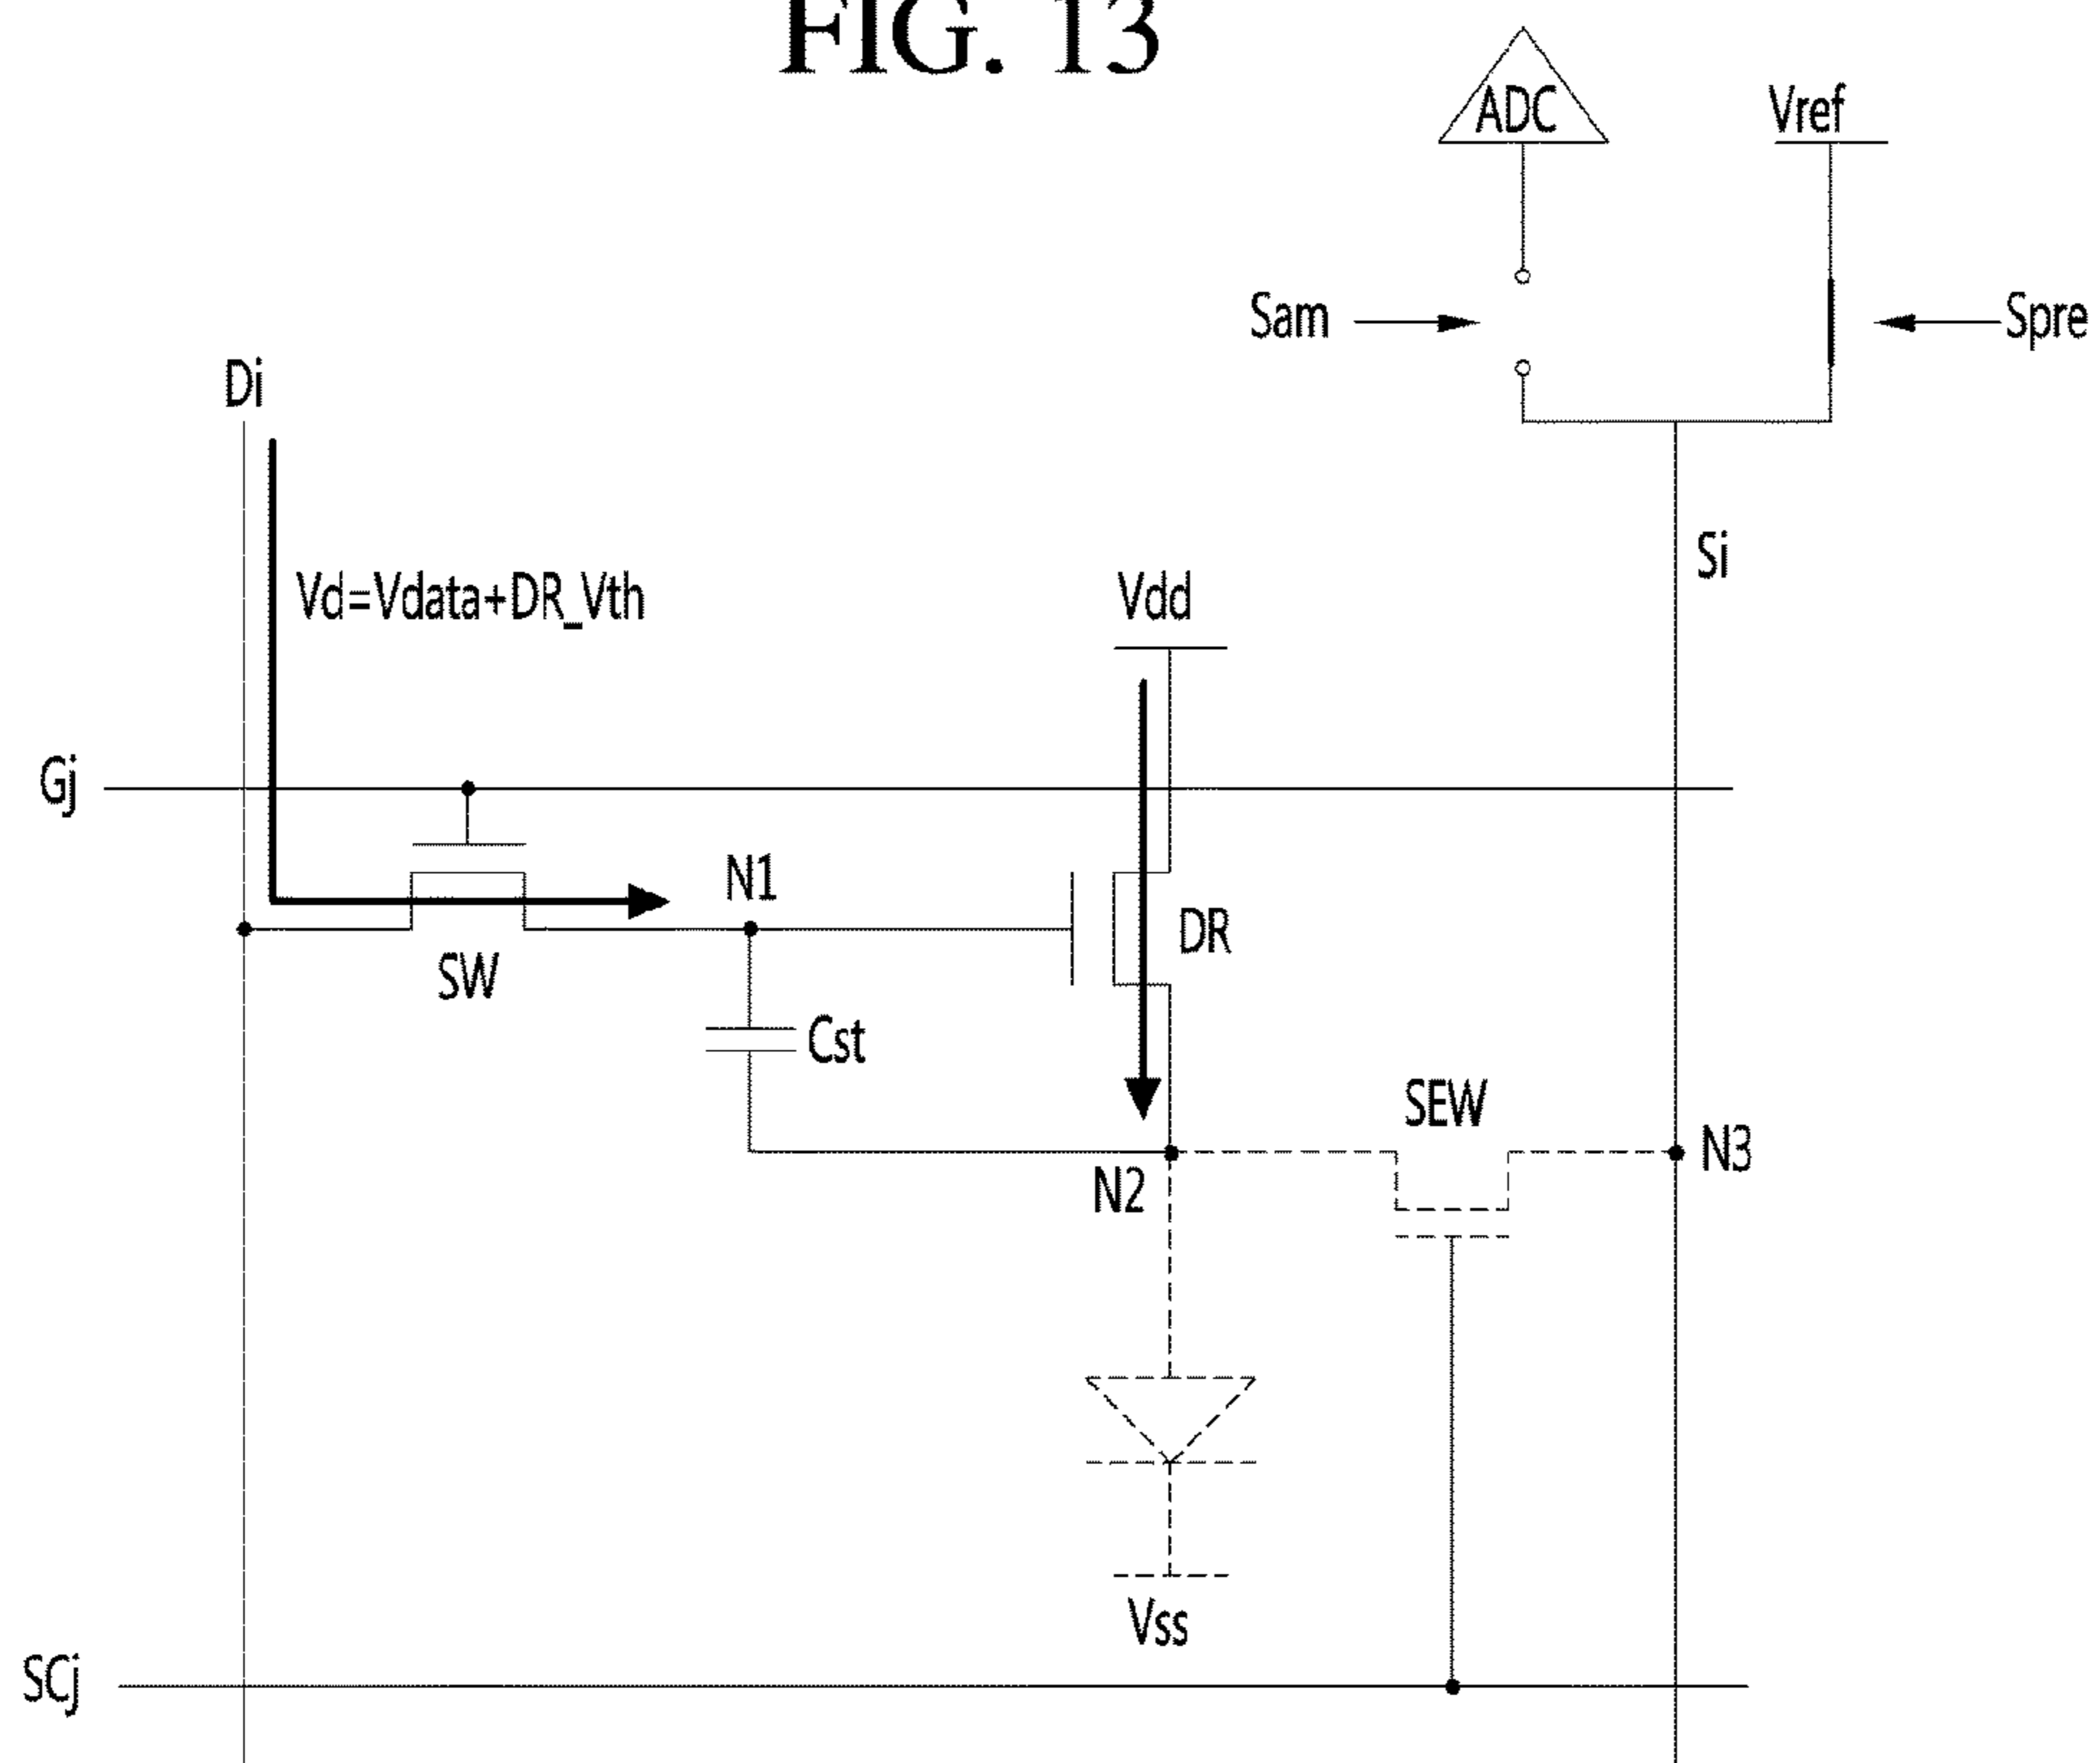 FIG. 13
ADC
Vref
Sam
Spre
Di
Si
Vd=Vdata+DR_Vth
Vdd
Gj
N1
DR
SW
Cst
SEW
N3
N2
Vss
SCj